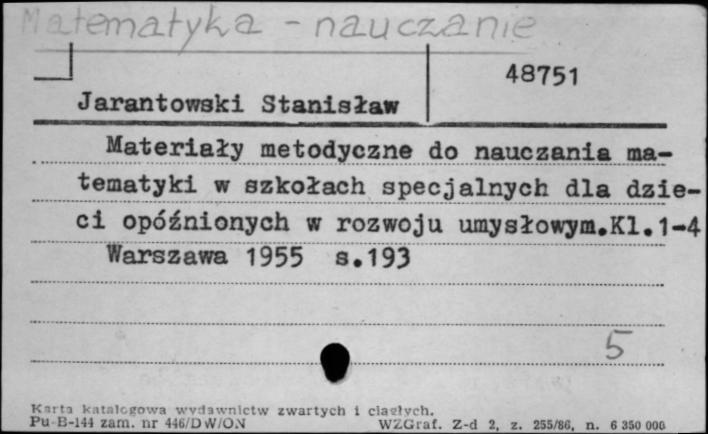 Matematyka - nauczanie
48751
Jarantowski Stanisław
Materiały metodyczne do nauczania ma-
tematyki w szkołach specjalnych dla dzie-
ci opóźnionych w rozwoju umysłowym.Kl.1-4
Warszawa 1955 s.193
5
Karta katalogowa wydawnictw zwartych i ciągłych.
Pu-B-144 zam. nr 446/DW/ON WZGraf. Z-d 2, z. 255/86, n. 6 350 000